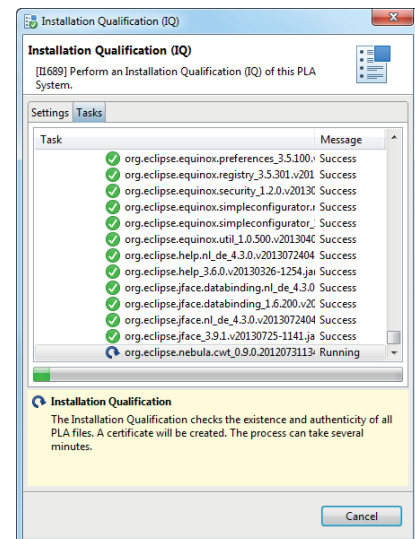 Installation Qualification (IQ)
Installation Qualification (IQ)
[I1689] Perform an Installation Qualification (IQ) of this PLA
System.
Settings Tasks
Task Message
org.eclipse.equinox.preferences_3.5.100.v Success
org.eclipse.equinox.registry_3.5.301.v201 Success
org.eclipse.equinox.security_1.2.0.v20130 Success
org.eclipse.equinox.simpleconfigurator.r Success
org.eclipse.equinox.simpleconfigurator_ Success
org.eclipse.equinox.util_1.0.500.v2013040 Success
org.eclipse.help.nl_de_4.3.0.v2013072404 Success
org.eclipse.help_3.6.0.v20130326-1254.jar Success
org.eclipse.jface.databinding.nl_de_4.3.0 Success
org.eclipse.jface.databinding_1.6.200.v20 Success
org.eclipse.jface.nl_de_4.3.0.v2013072404 Success
org.eclipse.jface_3.9.1.v20130725-1141.ja Success
org.eclipse.nebula.cwt_0.9.0.20120731134 Running
Installation Qualification
The Installation Qualification checks the existence and authenticity of all
PLA files. A certificate will be created. The process can take several
minutes.
Cancel